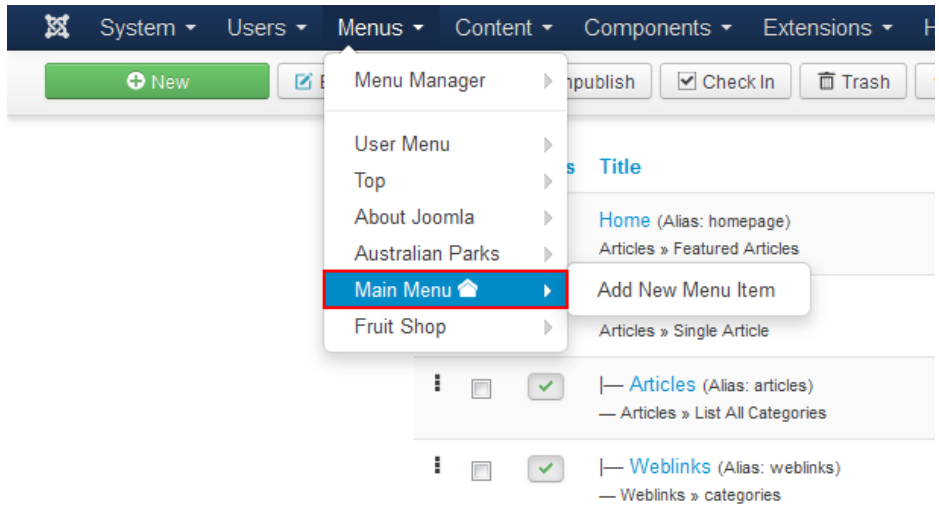 System Users Menus Content Components Extensions
New Check In Trash
Menu Manager
User Menu
Top
About Joomla
Australian Parks
Main Menu
Fruit Shop
Add New Menu Item
Title
Home (Alias: homepage)
Articles » Featured Articles
Articles » Single Article
|— Articles (Alias: articles)
— Articles » List All Categories
|— Weblinks (Alias: weblinks)
— Weblinks » categories